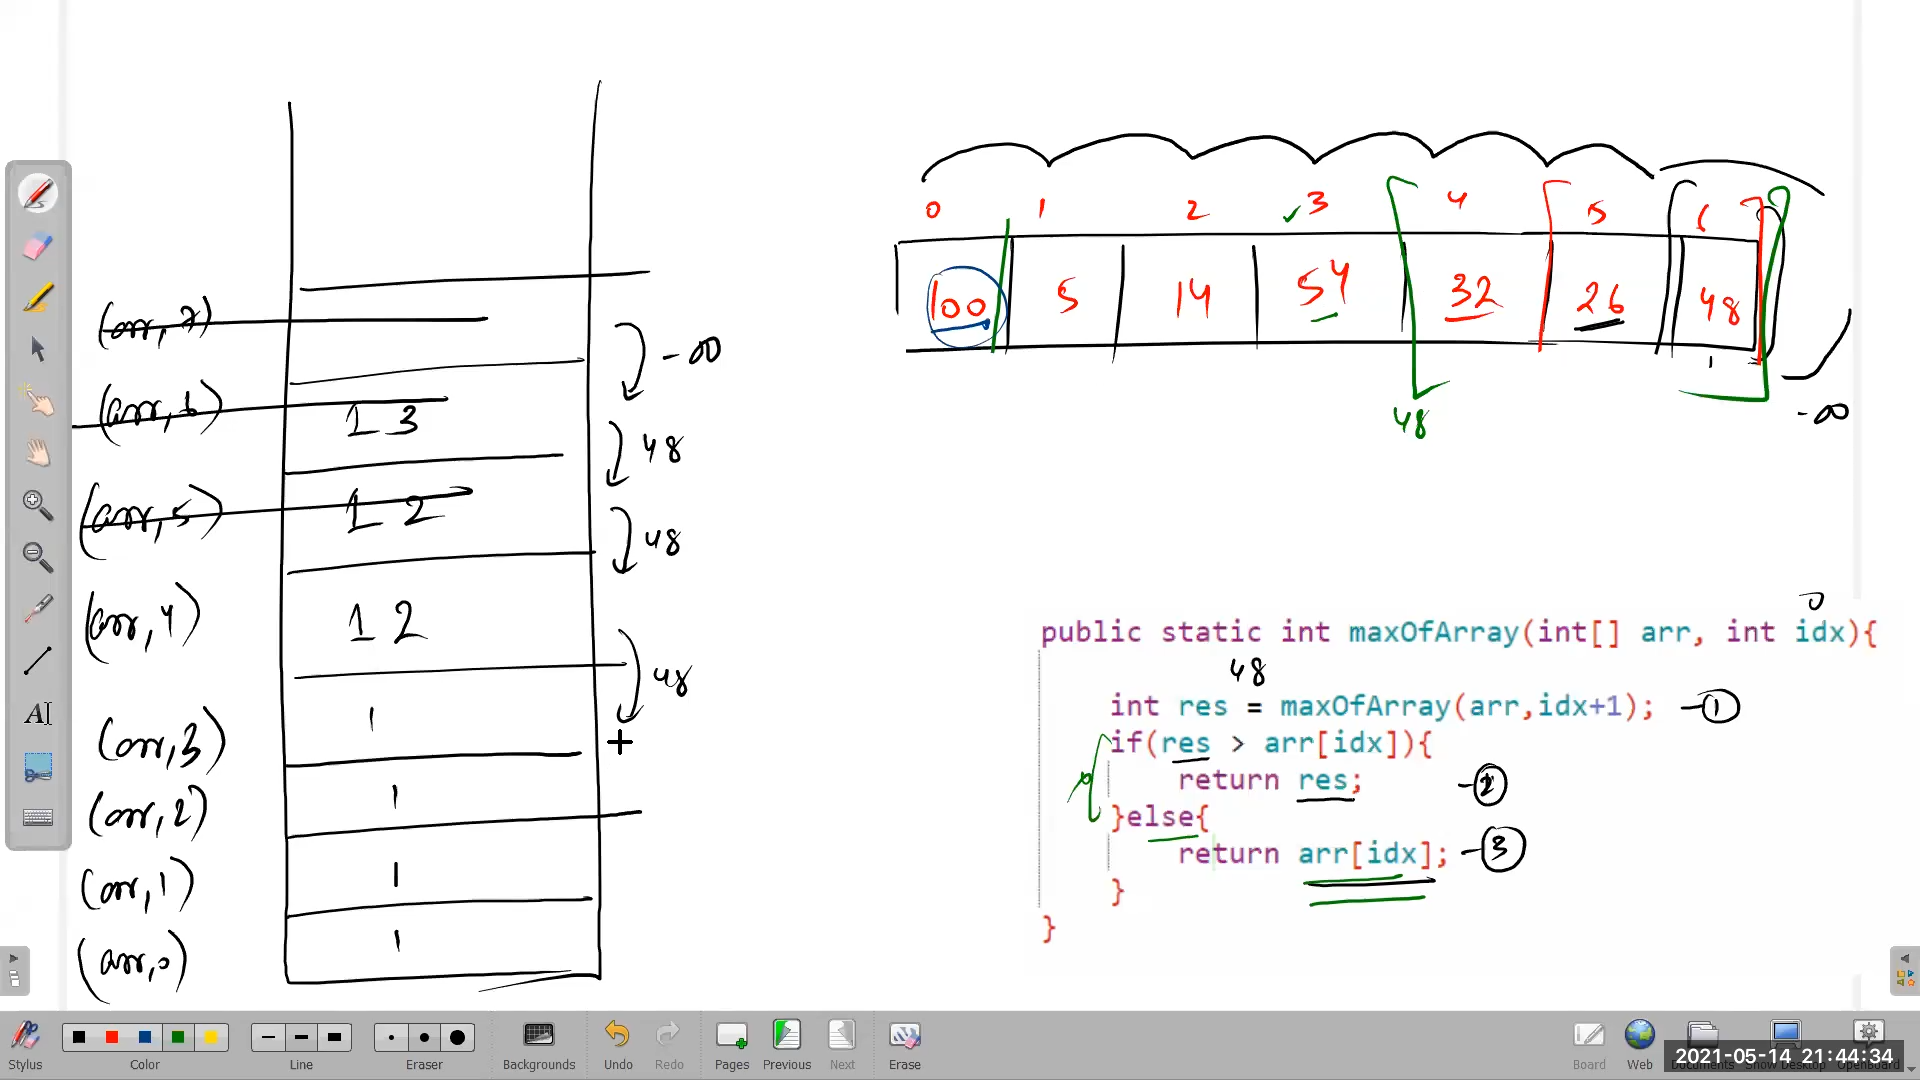 0 1 2 3 4 5 6
100 5 14 54 32 26 48
48
-∞
(arr, 7)
-∞
(arr, 6) 1 3
48
(arr, 5) 1 2
48
(arr, 4) 1 2
48
(arr, 3) 1
(arr, 2) 1
(arr, 1) 1
(arr, 0) 1
0
public static int maxOfArray(int[] arr, int idx){
48
int res = maxOfArray(arr,idx+1); -1
if(res > arr[idx]){
return res; -2
}else{
return arr[idx]; -3
}
}
Stylus Color Line Eraser Backgrounds Undo Redo Pages Previous Next Erase Board Web Documents Show Desktop OpenBoard
2021-05-14 21:44:34